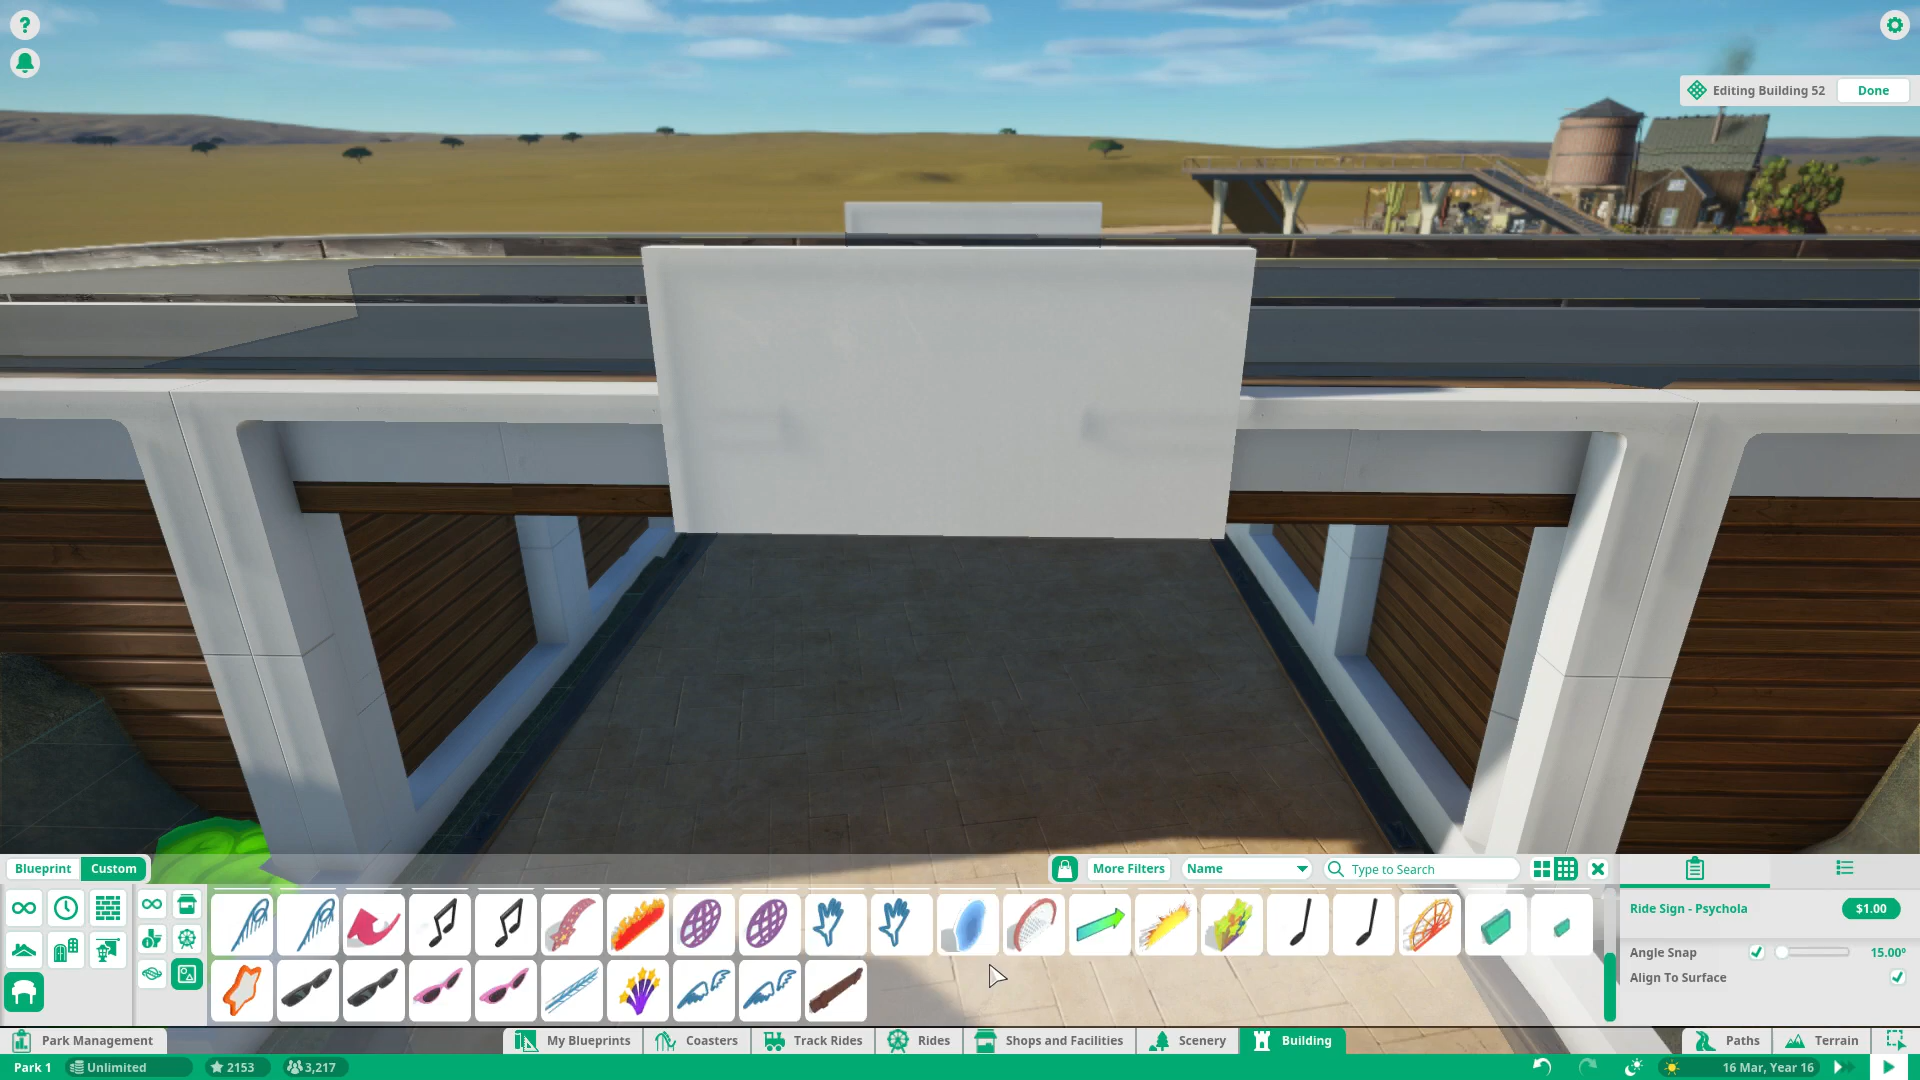 ?
Editing Building 52
Done
Blueprint
Custom
More Filters
Name
Type to Search
Ride Sign - Psychola
$1.00
Angle Snap
15.00°
Align To Surface
Park Management
My Blueprints
Coasters
Track Rides
Rides
Shops and Facilities
Scenery
Building
Paths
Terrain
Park 1
Unlimited
2153
3,217
16 Mar, Year 16